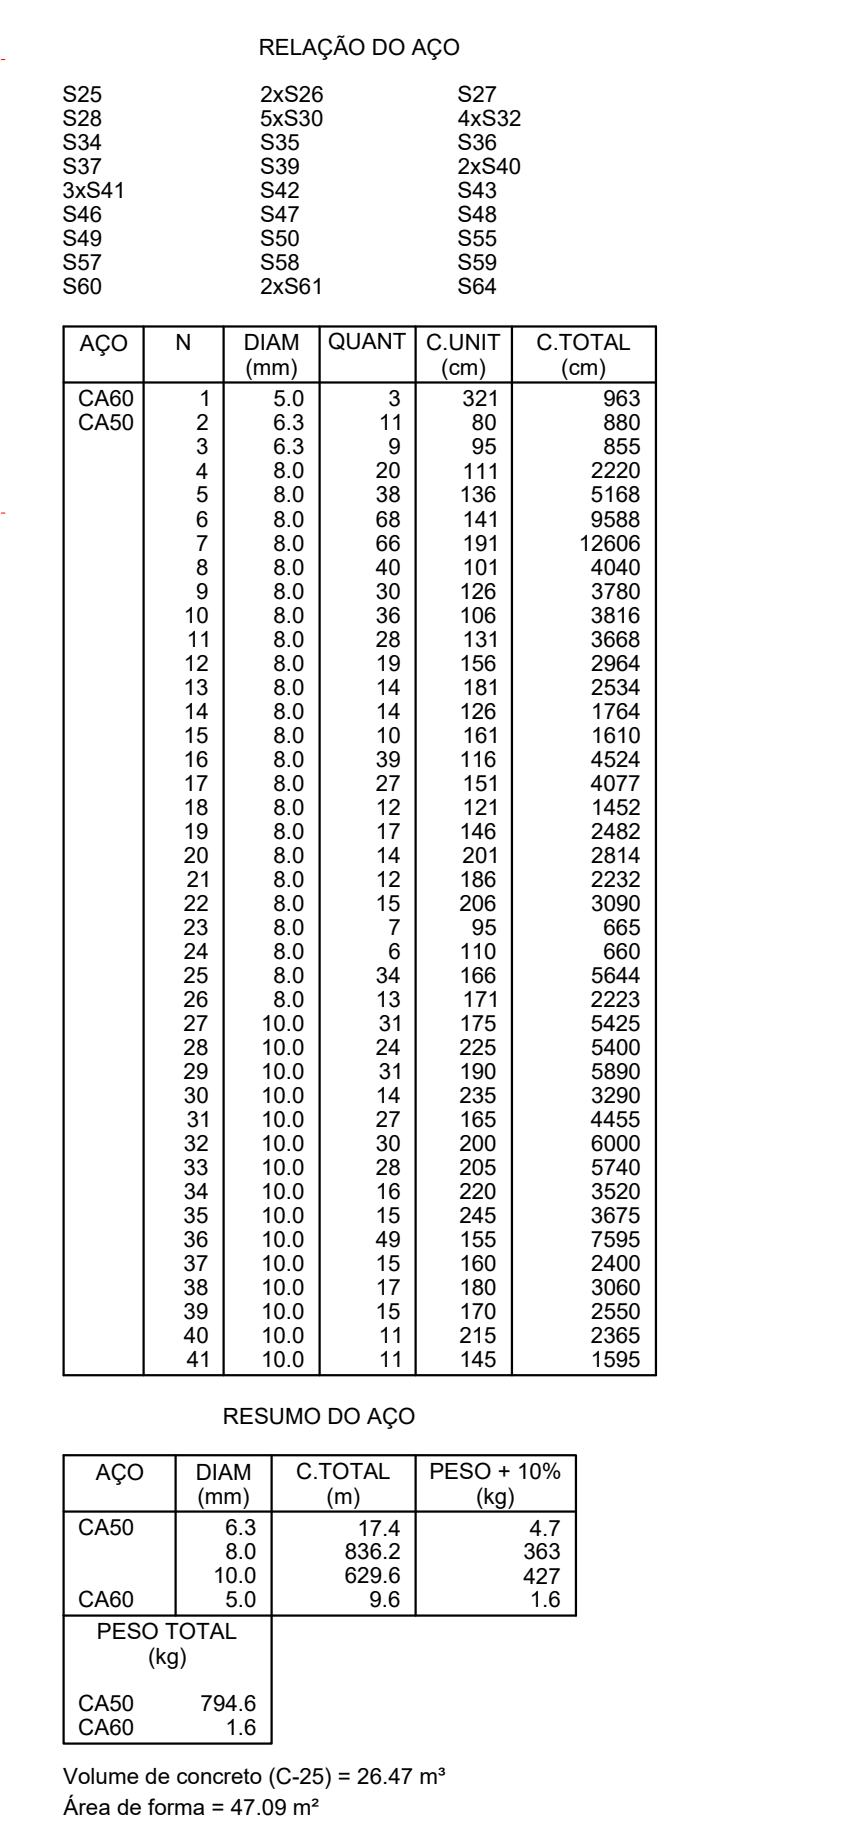 RELAÇÃO DO AÇO
S25 2xS26 S27
S28 5xS30 4xS32
S34 S35 S36
S37 S39 2xS40
3xS41 S42 S43
S46 S47 S48
S49 S50 S55
S57 S58 S59
S60 2xS61 S64
AÇO N DIAM QUANT C.UNIT C.TOTAL
(mm) (cm) (cm)
CA60 1 5.0 3 321 963
CA50 2 6.3 11 80 880
3 6.3 9 95 855
4 8.0 20 111 2220
5 8.0 38 136 5168
6 8.0 68 141 9588
7 8.0 66 191 12606
8 8.0 40 101 4040
9 8.0 30 126 3780
10 8.0 36 106 3816
11 8.0 28 131 3668
12 8.0 19 156 2964
13 8.0 14 181 2534
14 8.0 14 126 1764
15 8.0 10 161 1610
16 8.0 39 116 4524
17 8.0 27 151 4077
18 8.0 12 121 1452
19 8.0 17 146 2482
20 8.0 14 201 2814
21 8.0 12 186 2232
22 8.0 15 206 3090
23 8.0 7 95 665
24 8.0 6 110 660
25 8.0 34 166 5644
26 8.0 13 171 2223
27 10.0 31 175 5425
28 10.0 24 225 5400
29 10.0 31 190 5890
30 10.0 14 235 3290
31 10.0 27 165 4455
32 10.0 30 200 6000
33 10.0 28 205 5740
34 10.0 16 220 3520
35 10.0 15 245 3675
36 10.0 49 155 7595
37 10.0 15 160 2400
38 10.0 17 180 3060
39 10.0 15 170 2550
40 10.0 11 215 2365
41 10.0 11 145 1595
RESUMO DO AÇO
AÇO DIAM C.TOTAL PESO + 10%
(mm) (m) (kg)
CA50 6.3 17.4 4.7
8.0 836.2 363
10.0 629.6 427
CA60 5.0 9.6 1.6
PESO TOTAL
(kg)
CA50 794.6
CA60 1.6
Volume de concreto (C-25) = 26.47 m³
Área de forma = 47.09 m²